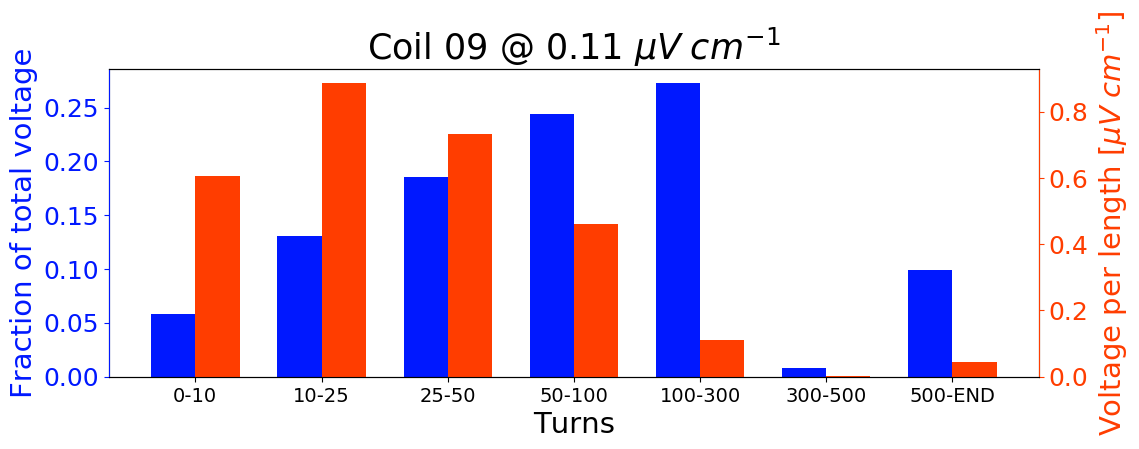 Coil 09 @ 0.11 μV cm⁻¹
Fraction of total voltage
0.25
0.20
0.15
0.10
0.05
0.00
0.8
0.6
0.4
0.2
0.0
Voltage per length [μV cm⁻¹]
0-10 10-25 25-50 50-100 100-300 300-500 500-END
Turns